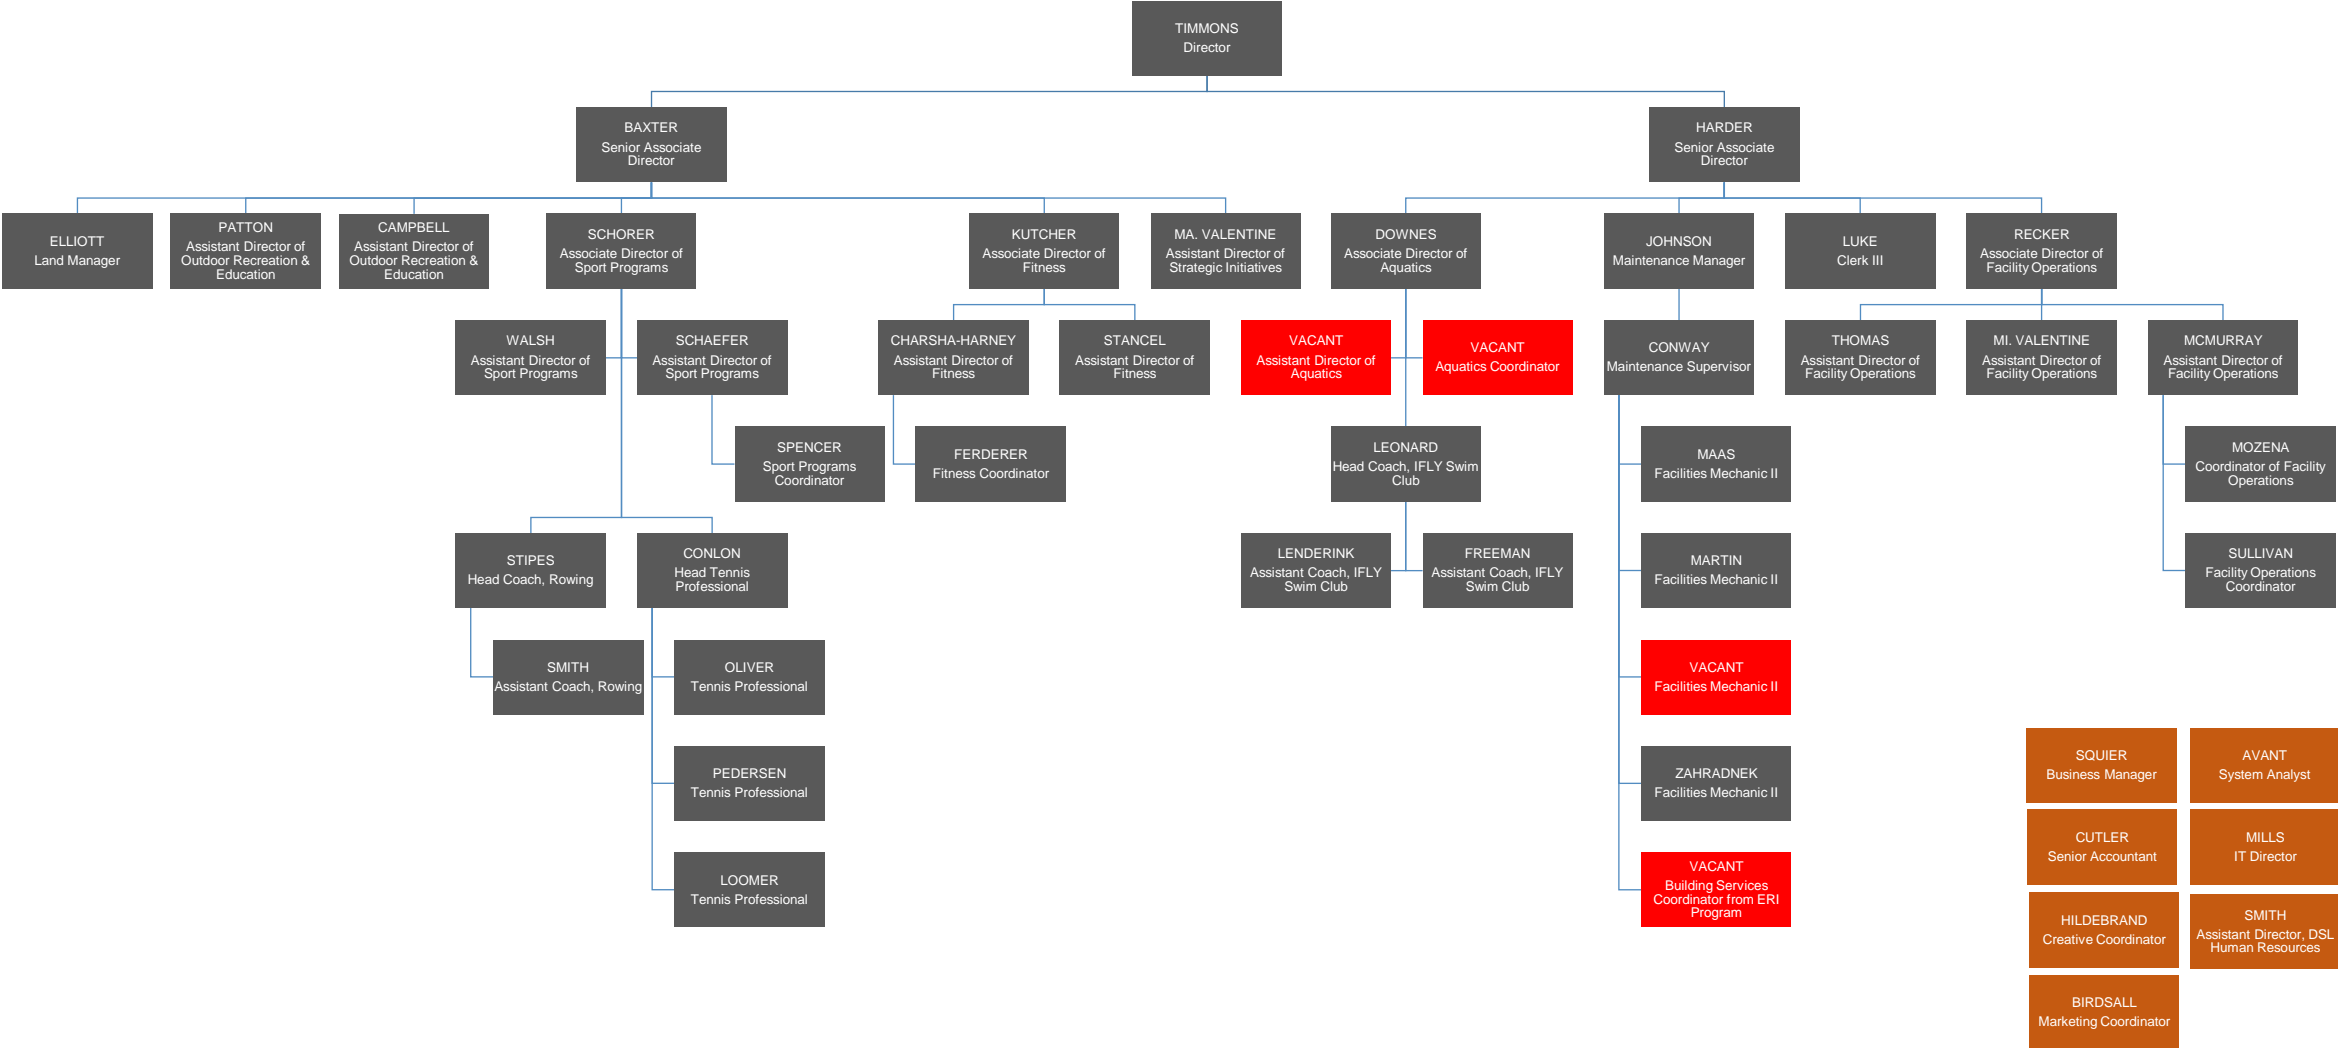 TIMMONS
Director
BAXTER
Senior Associate
Director
HARDER
Senior Associate
Director
ELLIOTT
Land Manager
PATTON
Assistant Director of
Outdoor Recreation &
Education
CAMPBELL
Assistant Director of
Outdoor Recreation &
Education
SCHORER
Associate Director of
Sport Programs
KUTCHER
Associate Director of
Fitness
MA. VALENTINE
Assistant Director of
Strategic Initiatives
DOWNES
Associate Director of
Aquatics
JOHNSON
Maintenance Manager
LUKE
Clerk III
RECKER
Associate Director of
Facility Operations
WALSH
Assistant Director of
Sport Programs
SCHAEFER
Assistant Director of
Sport Programs
CHARSHA-HARNEY
Assistant Director of
Fitness
STANCEL
Assistant Director of
Fitness
VACANT
Assistant Director of
Aquatics
VACANT
Aquatics Coordinator
CONWAY
Maintenance Supervisor
THOMAS
Assistant Director of
Facility Operations
MI. VALENTINE
Assistant Director of
Facility Operations
MCMURRAY
Assistant Director of
Facility Operations
SPENCER
Sport Programs
Coordinator
FERDERER
Fitness Coordinator
LEONARD
Head Coach, IFLY Swim
Club
MAAS
Facilities Mechanic II
MOZENA
Coordinator of Facility
Operations
STIPES
Head Coach, Rowing
CONLON
Head Tennis
Professional
LENDERINK
Assistant Coach, IFLY
Swim Club
FREEMAN
Assistant Coach, IFLY
Swim Club
MARTIN
Facilities Mechanic II
SULLIVAN
Facility Operations
Coordinator
SMITH
Assistant Coach, Rowing
OLIVER
Tennis Professional
VACANT
Facilities Mechanic II
PEDERSEN
Tennis Professional
ZAHRADNEK
Facilities Mechanic II
SQUIER
Business Manager
AVANT
System Analyst
LOOMER
Tennis Professional
VACANT
Building Services
Coordinator from ERI
Program
CUTLER
Senior Accountant
MILLS
IT Director
HILDEBRAND
Creative Coordinator
SMITH
Assistant Director, DSL
Human Resources
BIRDSALL
Marketing Coordinator